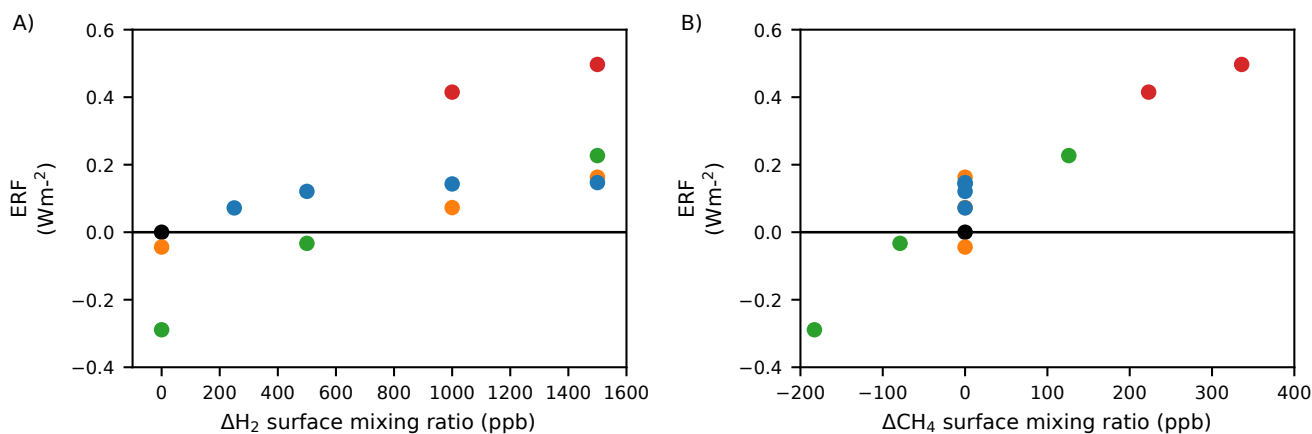 A)
ERF
(Wm-²)
0.6
0.4
0.2
0.0
−0.2
−0.4
0 200 400 600 800 1000 1200 1400 1600
ΔH₂ surface mixing ratio (ppb)
B)
ERF
(Wm-²)
0.6
0.4
0.2
0.0
−0.2
−0.4
−200 −100 0 100 200 300 400
ΔCH₄ surface mixing ratio (ppb)